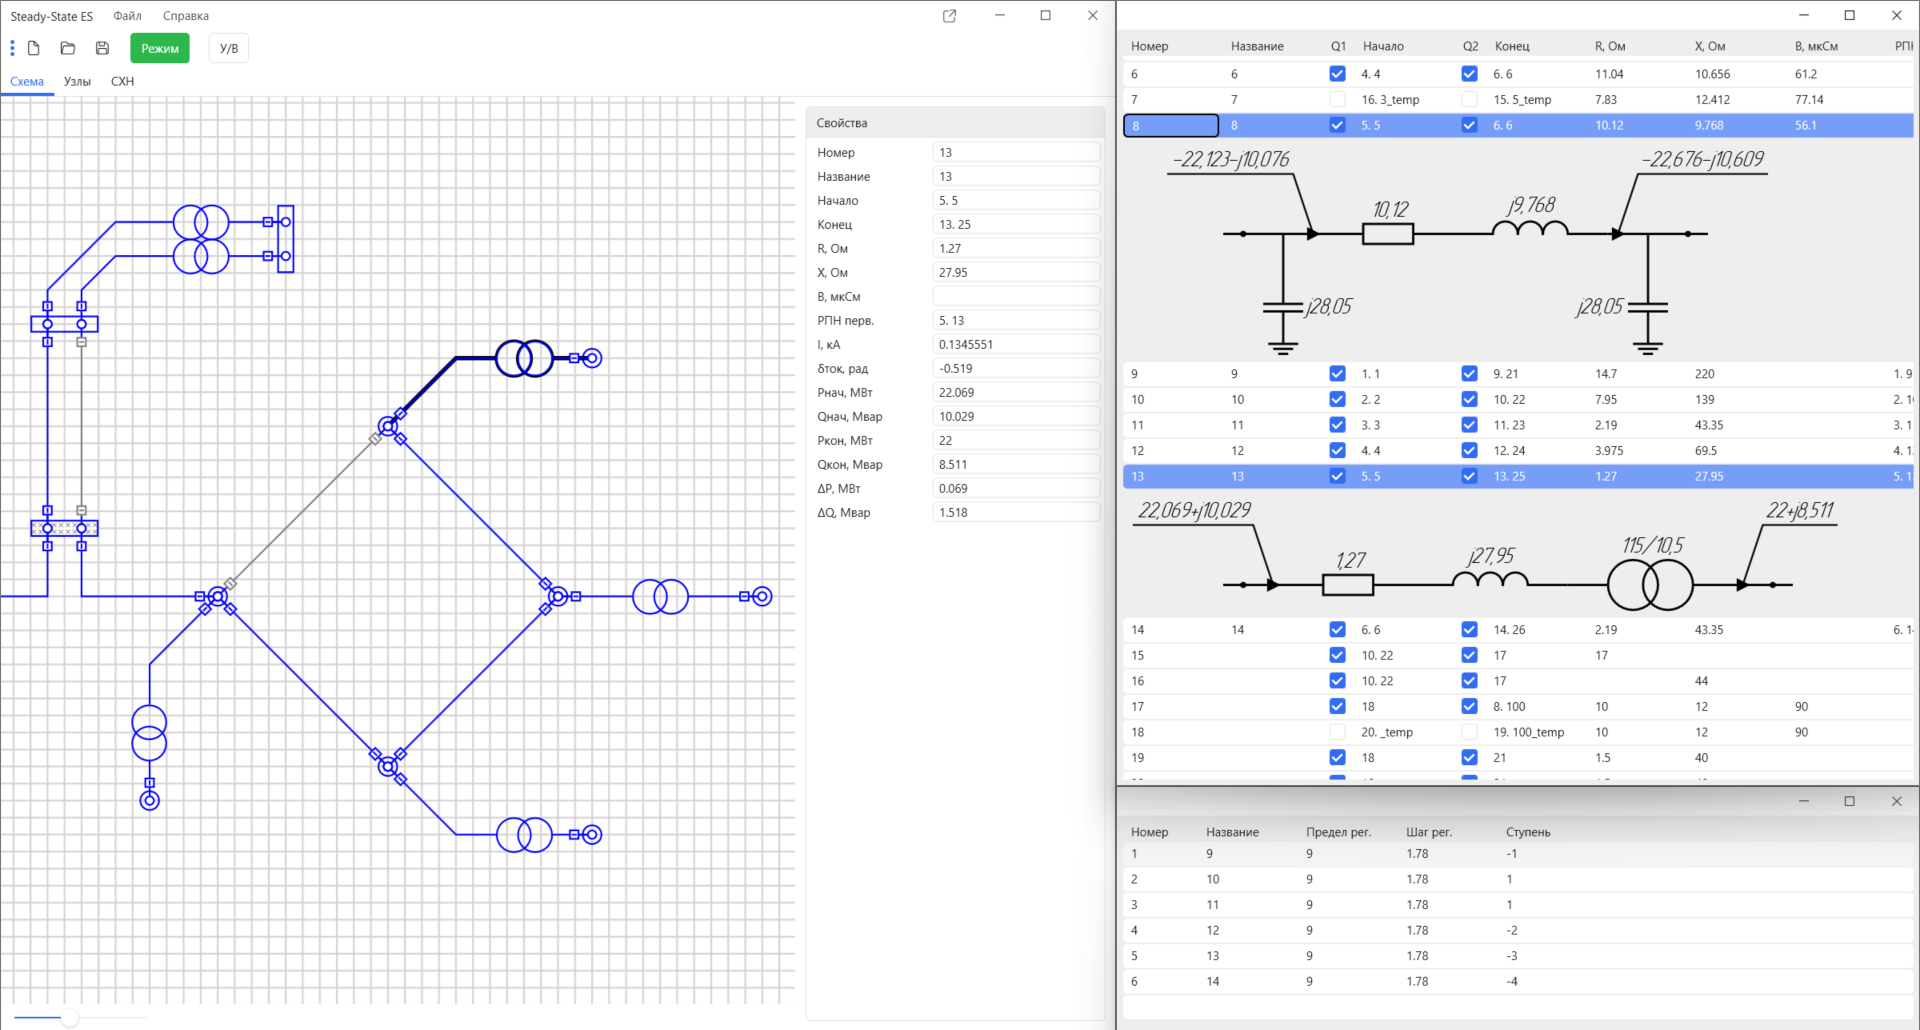 Steady-State ES Файл Справка
Режим У/В
Схема Узлы СХН
Свойства
Номер 13
Название 13
Начало 5. 5
Конец 13. 25
R, Ом 1.27
X, Ом 27.95
B, мкСм
РПН перв. 5. 13
I, кА 0.1345551
δток, рад -0.519
Pнач, МВт 22.069
Qнач, Мвар 10.029
Pкон, МВт 22
Qкон, Мвар 8.511
ΔP, МВт 0.069
ΔQ, Мвар 1.518
Номер Название Q1 Начало Q2 Конец R, Ом X, Ом B, мкСм
6 6 4. 4 6. 6 11.04 10.656 61.2
7 7 16. 3_temp 15. 5_temp 7.83 12.412 77.14
8 8 5. 5 6. 6 10.12 9.768 56.1
-22,123-j10,076 -22,676-j10,609
10,12 j9,768
j28,05 j28,05
9 9 1. 1 9. 21 14.7 220 1. 9
10 10 2. 2 10. 22 7.95 139 2. 1
11 11 3. 3 11. 23 2.19 43.35 3. 1
12 12 4. 4 12. 24 3.975 69.5 4. 1
13 13 5. 5 13. 25 1.27 27.95 5. 1
22,069+j10,029 22+j8,511
1,27 j27,95 115/10,5
14 14 6. 6 14. 26 2.19 43.35 6. 1
15 10. 22 17 17
16 10. 22 17 44
17 18 8. 100 10 12 90
18 20. _temp 19. 100_temp 10 12 90
19 18 21 1.5 40
Номер Название Предел рег. Шаг рег. Ступень
1 9 9 1.78 -1
2 10 9 1.78 1
3 11 9 1.78 1
4 12 9 1.78 -2
5 13 9 1.78 -3
6 14 9 1.78 -4